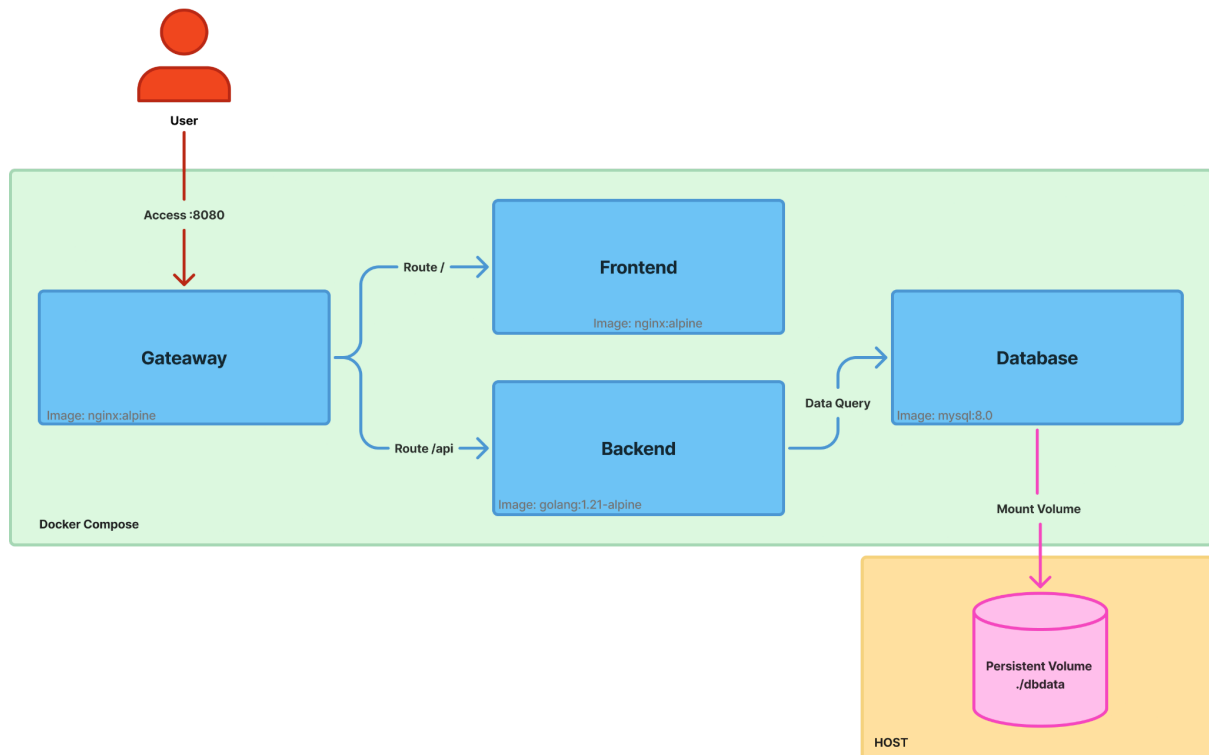 User
Access :8080
Gateaway
Image: nginx:alpine
Route /
Frontend
Image: nginx:alpine
Route /api
Backend
Image: golang:1.21-alpine
Data Query
Database
Image: mysql:8.0
Docker Compose
Mount Volume
Persistent Volume
./dbdata
HOST